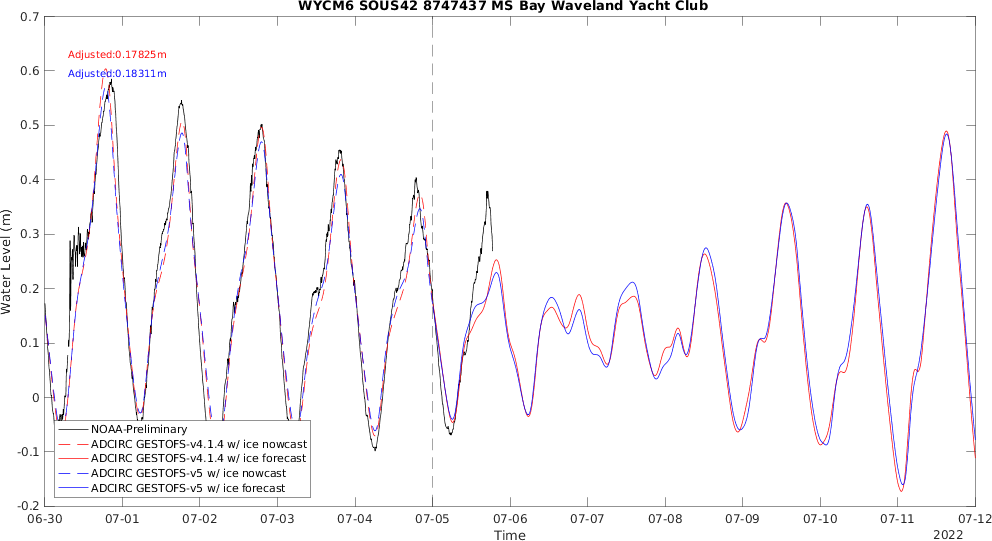 WYCM6 SOUS42 8747437 MS Bay Waveland Yacht Club
0.7
0.6
0.5
0.4
0.3
0.2
0.1
0
-0.1
-0.2
Water Level (m)
Adjusted:0.17825m
Adjusted:0.18311m
NOAA-Preliminary
ADCIRC GESTOFS-v4.1.4 w/ ice nowcast
ADCIRC GESTOFS-v4.1.4 w/ ice forecast
ADCIRC GESTOFS-v5 w/ ice nowcast
ADCIRC GESTOFS-v5 w/ ice forecast
06-30 07-01 07-02 07-03 07-04 07-05 07-06 07-07 07-08 07-09 07-10 07-11 07-12
Time
2022